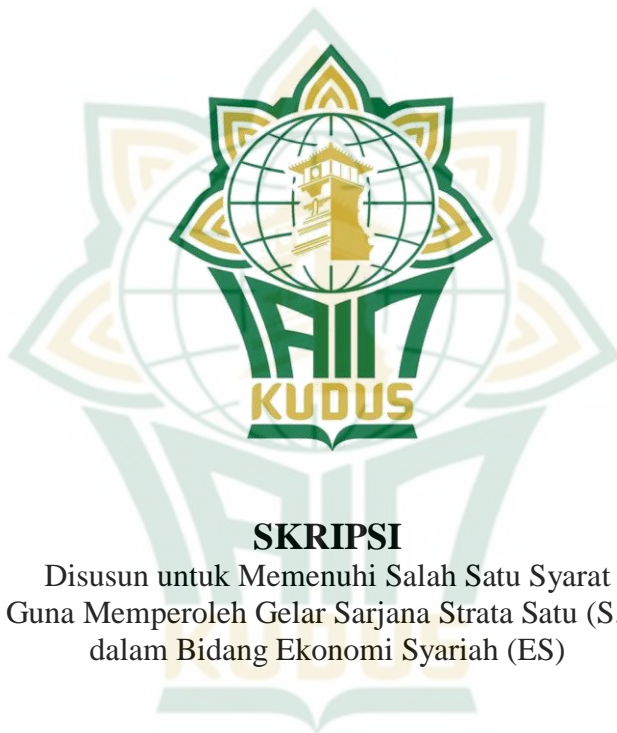 IAIN
KUDUS
SKRIPSI
Disusun untuk Memenuhi Salah Satu Syarat
Guna Memperoleh Gelar Sarjana Strata Satu (S.
dalam Bidang Ekonomi Syariah (ES)